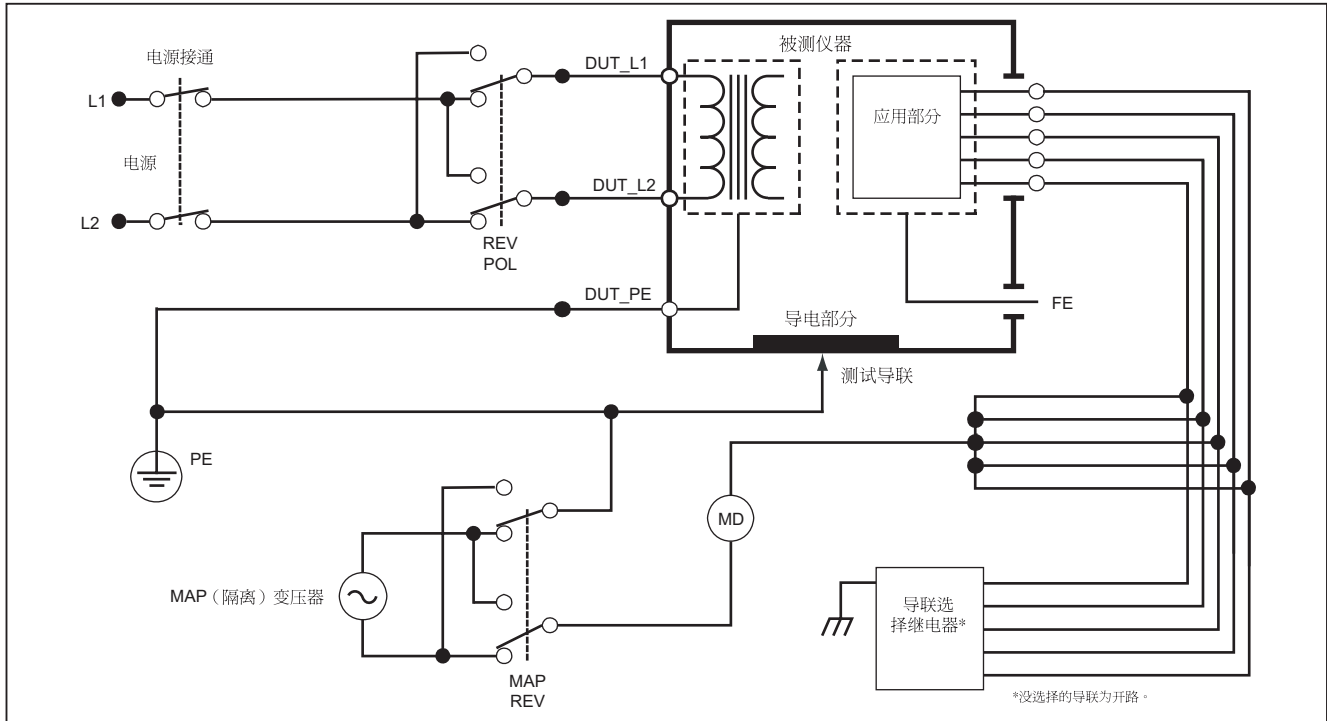 电源接通
L1
电源
L2
REV
POL
DUT_L1
DUT_L2
DUT_PE
被测仪器
应用部分
FE
导电部分
测试导联
PE
MD
MAP（隔离）变压器
MAP
REV
导联选
择继电器*
*没选择的导联为开路。